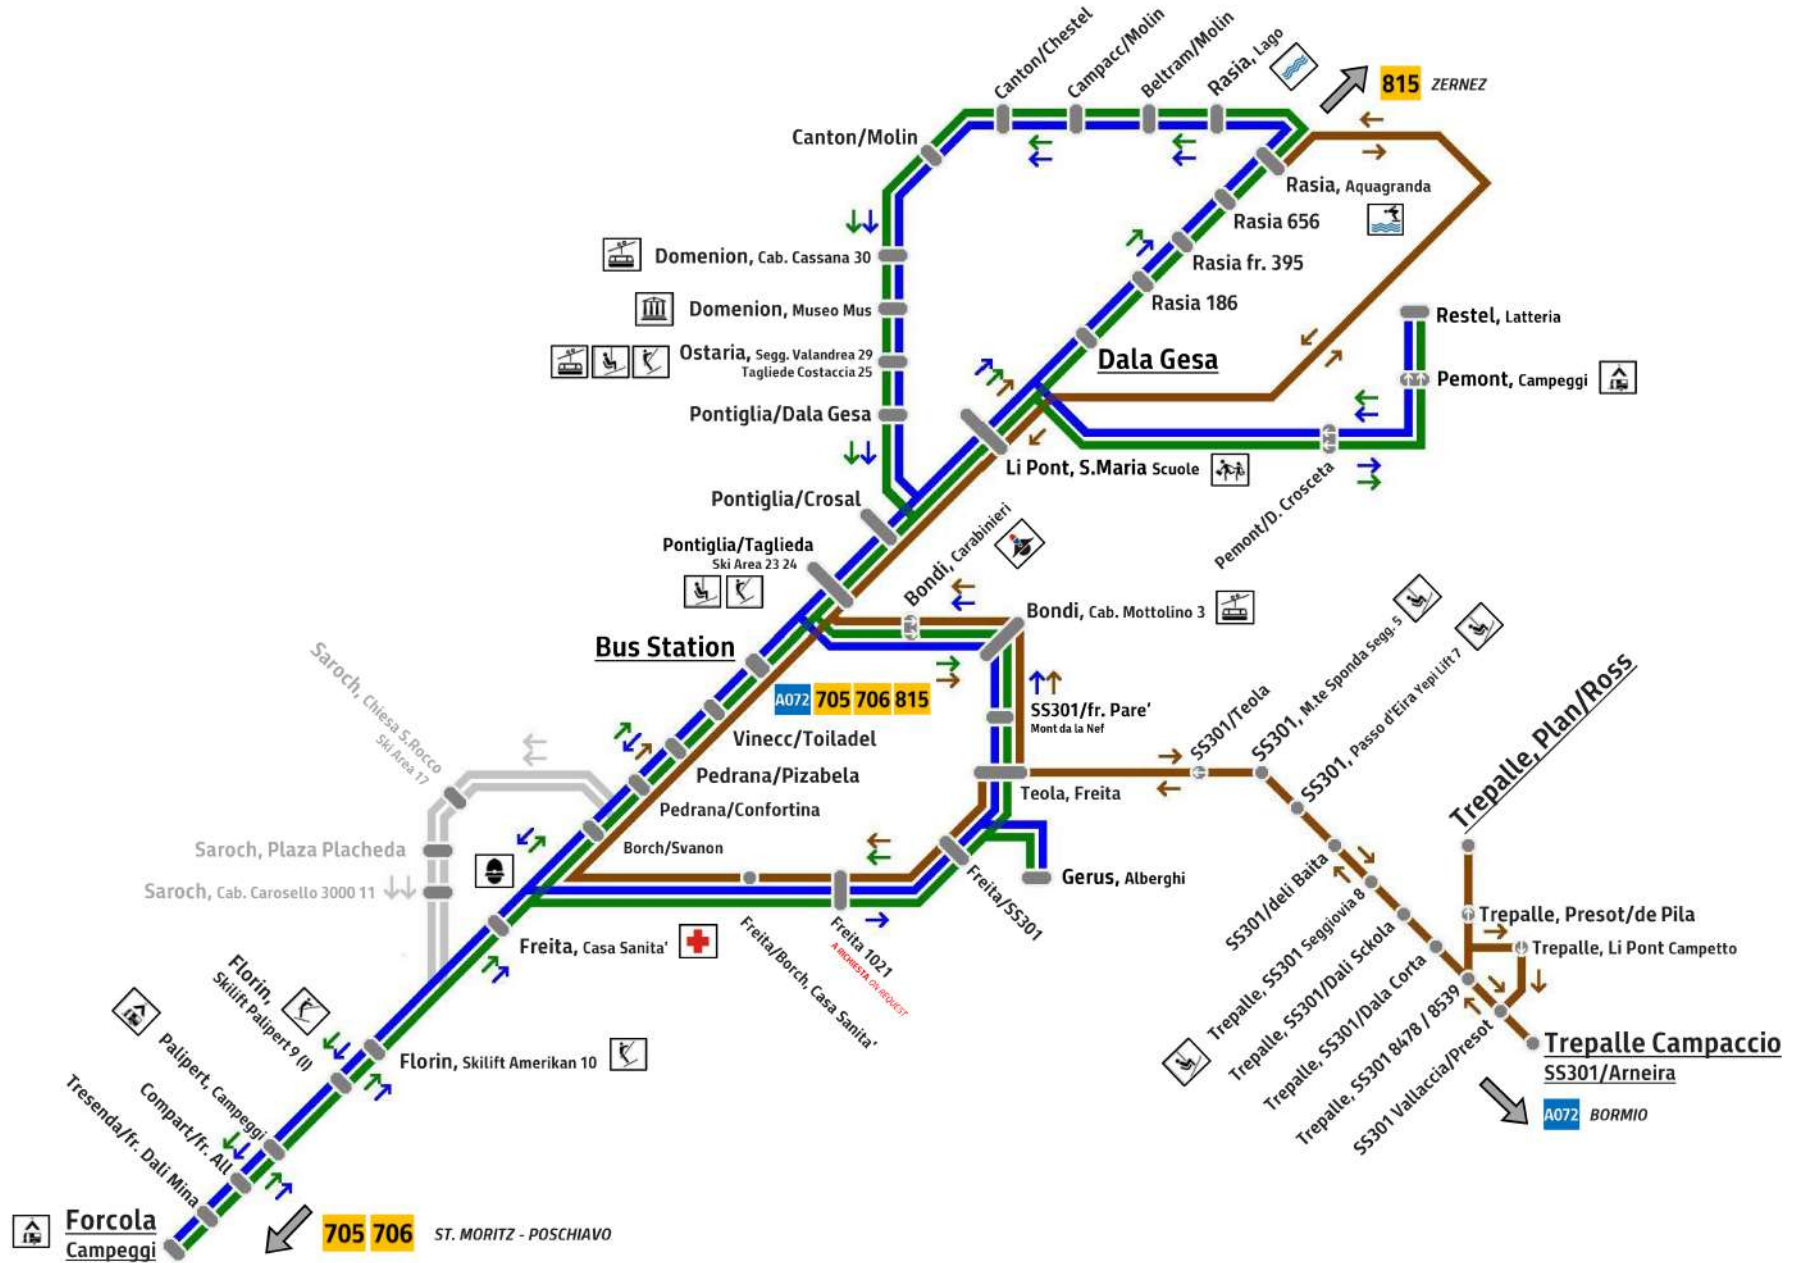 Canton/Chestel
Campacc/Molin
Beltram/Molin
Rasia, Lago
815 ZERNEZ
Canton/Molin
Rasia, Aquagranda
Rasia 656
Rasia fr. 395
Rasia 186
Domenion, Cab. Cassana 30
Domenion, Museo Mus
Ostaria, Segg. Valandrea 29
Tagliede Costaccia 25
Pontiglia/Dala Gesa
Dala Gesa
Restel, Latteria
Pemont, Campeggi
Li Pont, S.Maria Scuole
Pemont/D. Crosceta
Pontiglia/Crosal
Pontiglia/Taglieda
Ski Area 23 24
Bondi, Carabinieri
Bondi, Cab. Mottolino 3
Bus Station
A072 705 706 815
SS301/fr. Pare'
Mont da la Nef
Vinecc/Toiladel
Pedrana/Pizabela
Pedrana/Confortina
Borch/Svanon
Teola, Freita
SS301/Teola
SS301, M.te Sponda Segg. 5
SS301, Passo d'Eira Yepi Lift 7
Trepalle, Plan/Ross
Saroch, Chiesa S.Rocco
Ski Area 17
Saroch, Plaza Placheda
Saroch, Cab. Carosello 3000 11
Gerus, Alberghi
Freita/SS301
Freita 1021
A RICHIESTA ON REQUEST
Freita/Borch, Casa Sanita'
Freita, Casa Sanita'
SS301/deli Baita
Trepalle, SS301 Seggiovia 8
Trepalle, SS301/Dali Sckola
Trepalle, SS301/Dala Corta
Trepalle, SS301 8478 / 8539
SS301 Vallaccia/Presot
Trepalle, Presot/de Pila
Trepalle, Li Pont Campetto
Trepalle Campaccio
SS301/Arneira
A072 BORMIO
Florin,
Skilift Palipert 9 (I)
Florin, Skilift Amerikan 10
Palipert, Campeggi
Compart/fr. All
Tresenda/fr. Dali Mina
Forcola
Campeggi
705 706 ST. MORITZ - POSCHIAVO